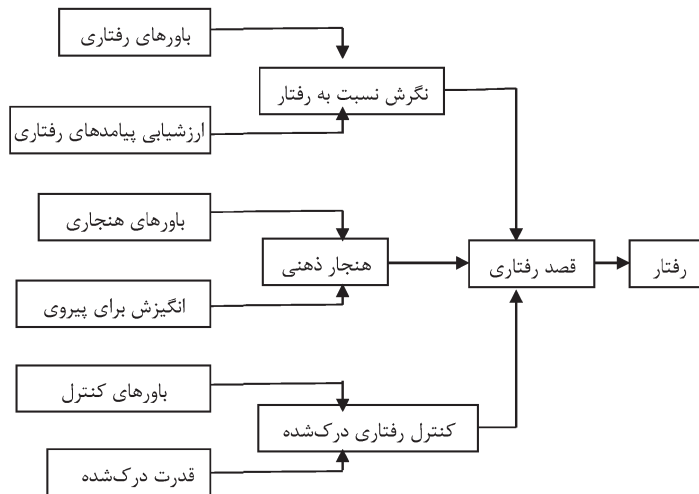 باورهای رفتاری
نگرش نسبت به رفتار
ارزشیابی پیامدهای رفتاری
باورهای هنجاری
هنجار ذهنی
قصد رفتاری
رفتار
انگیزش برای پیروی
باورهای کنترل
کنترل رفتاری درک‌شده
قدرت درک‌شده